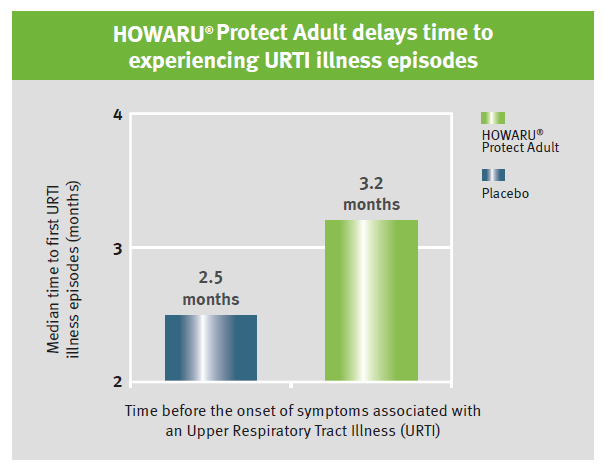 HOWARU® Protect Adult delays time to
experiencing URTI illness episodes
Median time to first URTI
illness episodes (months)
4
3
2
2.5
months
3.2
months
HOWARU®
Protect Adult
Placebo
Time before the onset of symptoms associated with
an Upper Respiratory Tract Illness (URTI)